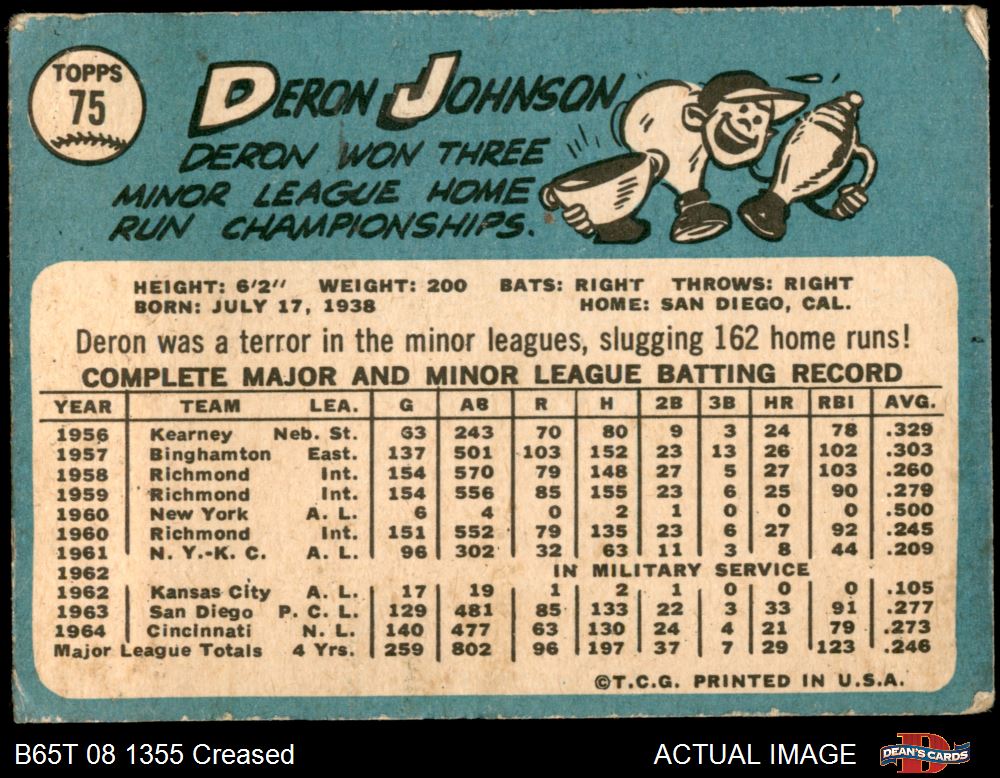 TOPPS
75
DERON JOHNSON
DERON WON THREE
MINOR LEAGUE HOME
RUN CHAMPIONSHIPS.
HEIGHT: 6'2" WEIGHT: 200 BATS: RIGHT THROWS: RIGHT
BORN: JULY 17, 1938 HOME: SAN DIEGO, CAL.
Deron was a terror in the minor leagues, slugging 162 home runs!
COMPLETE MAJOR AND MINOR LEAGUE BATTING RECORD
YEAR TEAM LEA. G AB R H 2B 3B HR RBI AVG.
1956 Kearney Neb. St. 63 243 70 80 9 3 24 78 .329
1957 Binghamton East. 137 501 103 152 23 13 26 102 .303
1958 Richmond Int. 154 570 79 148 27 5 27 103 .260
1959 Richmond Int. 154 556 85 155 23 6 25 90 .279
1960 New York A. L. 6 4 0 2 1 0 0 0 .500
1960 Richmond Int. 151 552 79 135 23 6 27 92 .245
1961 N. Y.-K. C. A. L. 96 302 32 63 11 3 8 44 .209
1962 IN MILITARY SERVICE
1962 Kansas City A. L. 17 19 1 2 1 0 0 0 .105
1963 San Diego P. C. L. 129 481 85 133 22 3 33 91 .277
1964 Cincinnati N. L. 140 477 63 130 24 4 21 79 .273
Major League Totals 4 Yrs. 259 802 96 197 37 7 29 123 .246
©T.C.G. PRINTED IN U.S.A.
B65T 08 1355 Creased ACTUAL IMAGE DEAN'S CARDS